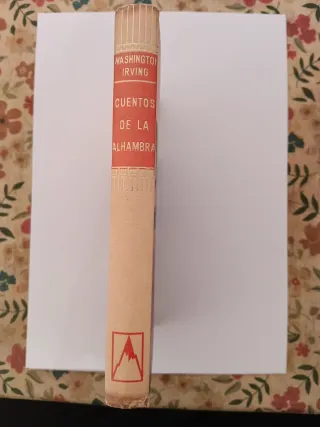 WASHINGTON
IRVING
CUENTOS
DE LA
ALHAMBRA